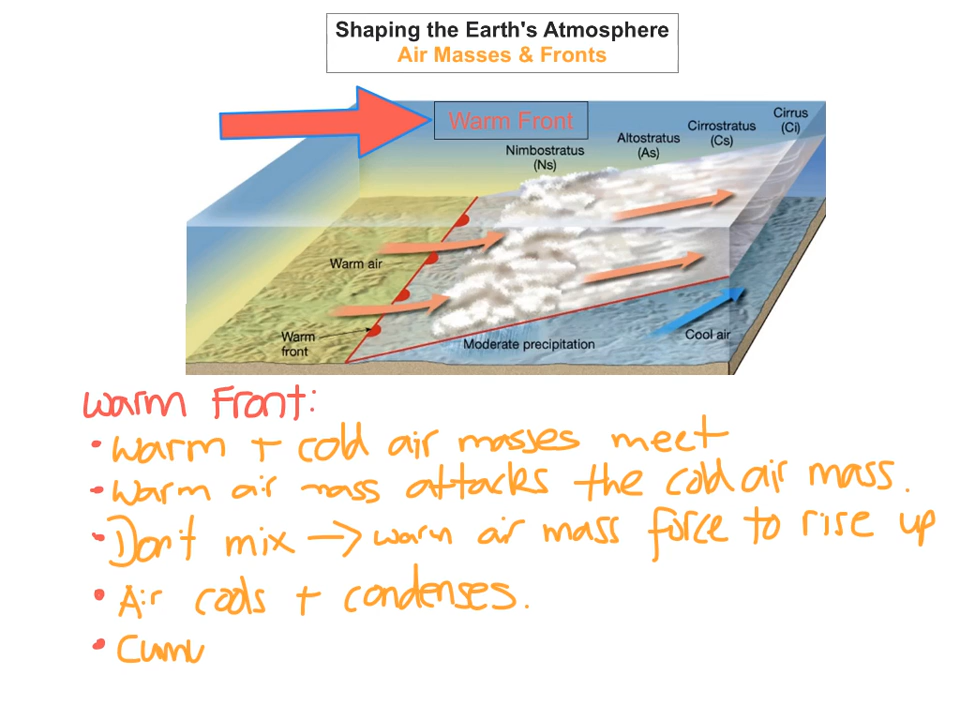 Shaping the Earth's Atmosphere
Air Masses & Fronts
Warm Front
Cirrus
(Ci)
Cirrostratus
(Cs)
Altostratus
(As)
Nimbostratus
(Ns)
Warm air
Warm
front
Moderate precipitation
Cool air
Warm Front:
• Warm + cold air masses meet
• Warm air mass attacks the cold air mass.
• Don't mix → warm air mass force to rise up
• Air cools + condenses.
• Cumu